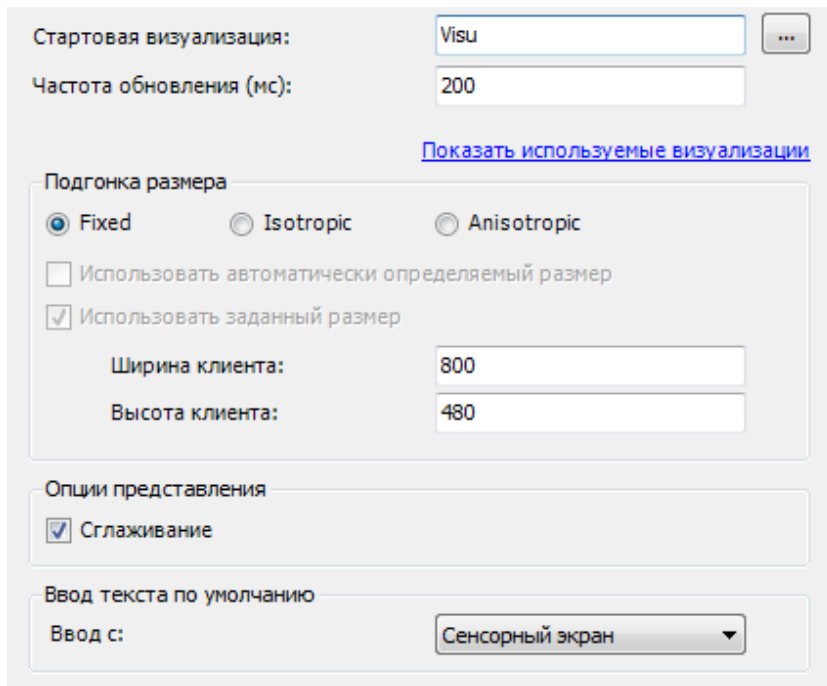 Стартовая визуализация: Visu ...
Частота обновления (мс): 200
Показать используемые визуализации
Подгонка размера
Fixed Isotropic Anisotropic
Использовать автоматически определяемый размер
Использовать заданный размер
Ширина клиента: 800
Высота клиента: 480
Опции представления
Сглаживание
Ввод текста по умолчанию
Ввод с: Сенсорный экран